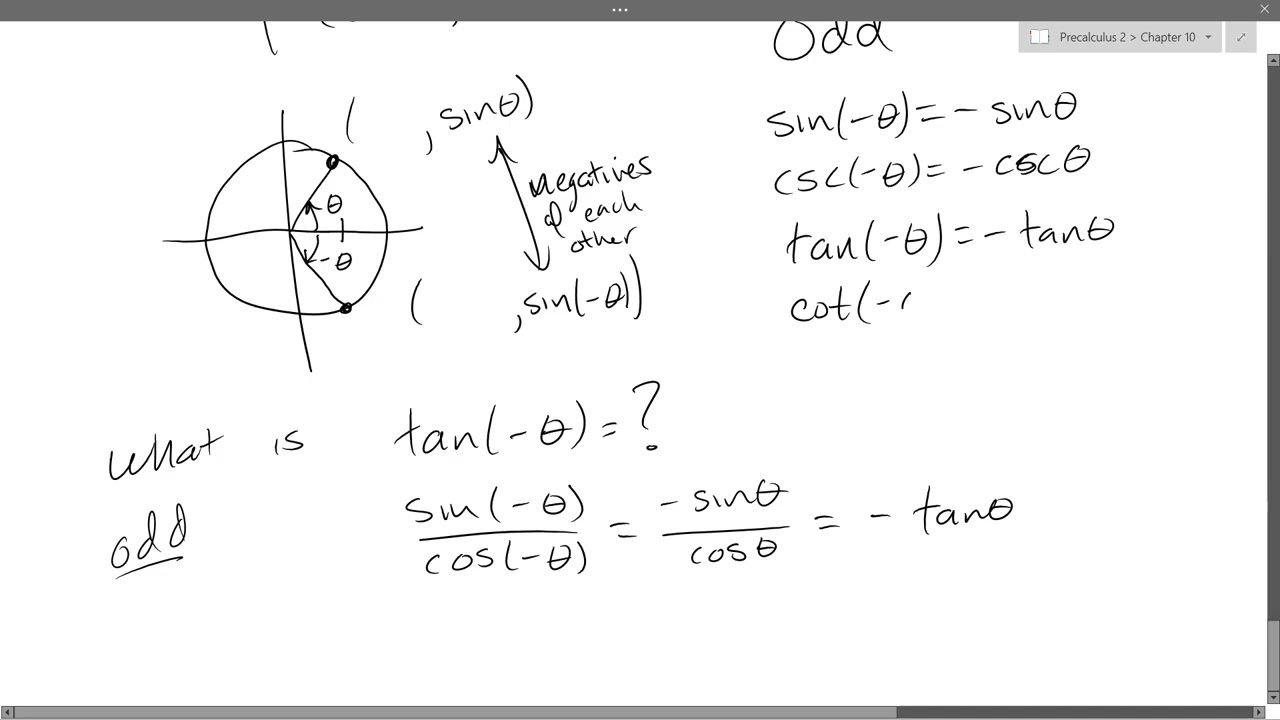 Precalculus 2 > Chapter 10
Odd
( , sinθ)
θ
-θ
negatives
of each
other
( , sin(-θ))
sin(-θ) = - sinθ
csc(-θ) = - cscθ
tan(-θ) = - tanθ
cot(-
What is tan(-θ) = ?
odd
sin(-θ)/cos(-θ) = - sinθ/cosθ = - tanθ